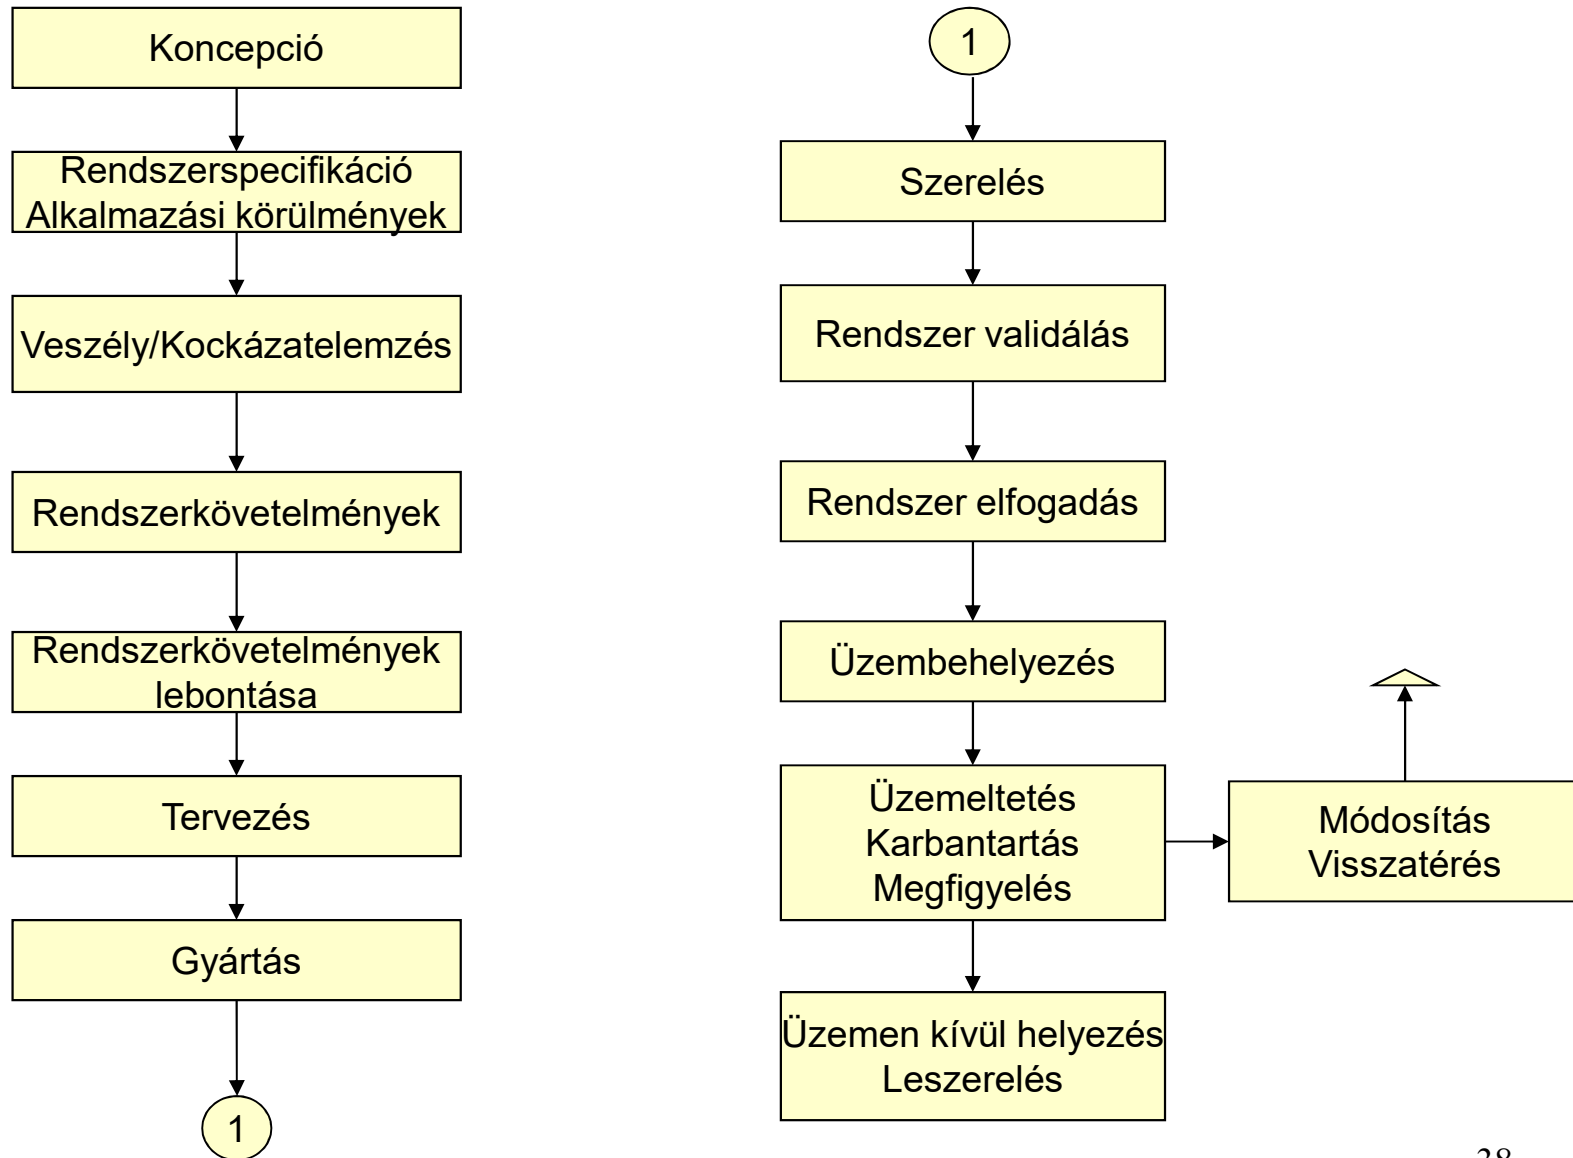 Koncepció
Rendszerspecifikáció
Alkalmazási körülmények
Veszély/Kockázatelemzés
Rendszerkövetelmények
Rendszerkövetelmények
lebontása
Tervezés
Gyártás
1
1
Szerelés
Rendszer validálás
Rendszer elfogadás
Üzembehelyezés
Üzemeltetés
Karbantartás
Megfigyelés
Módosítás
Visszatérés
Üzemen kívül helyezés
Leszerelés